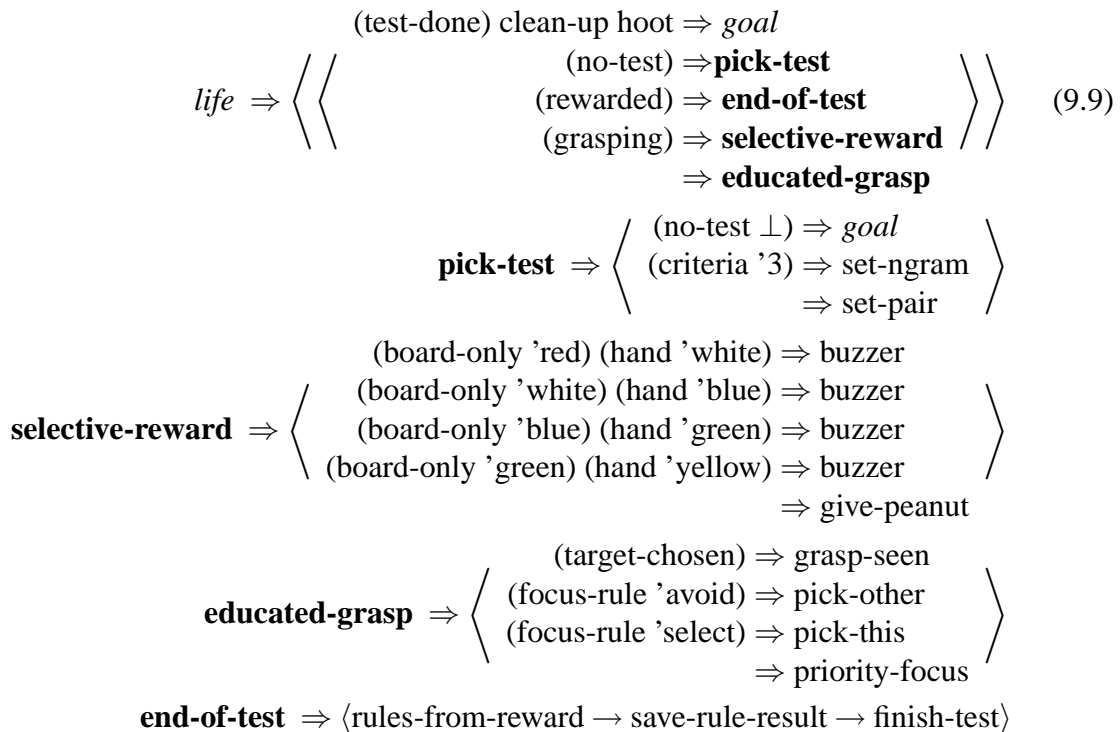 (test-done) clean-up hoot ⇒ goal
(no-test) ⇒pick-test
life ⇒ ⟨⟨ (rewarded) ⇒ end-of-test ⟩⟩ (9.9)
(grasping) ⇒ selective-reward
⇒ educated-grasp
(no-test ⊥) ⇒ goal
pick-test ⇒ ⟨ (criteria ’3) ⇒ set-ngram ⟩
⇒ set-pair
(board-only ’red) (hand ’white) ⇒ buzzer
(board-only ’white) (hand ’blue) ⇒ buzzer
selective-reward ⇒ ⟨ (board-only ’blue) (hand ’green) ⇒ buzzer ⟩
(board-only ’green) (hand ’yellow) ⇒ buzzer
⇒ give-peanut
(target-chosen) ⇒ grasp-seen
educated-grasp ⇒ ⟨ (focus-rule ’avoid) ⇒ pick-other ⟩
(focus-rule ’select) ⇒ pick-this
⇒ priority-focus
end-of-test ⇒ ⟨rules-from-reward → save-rule-result → finish-test⟩